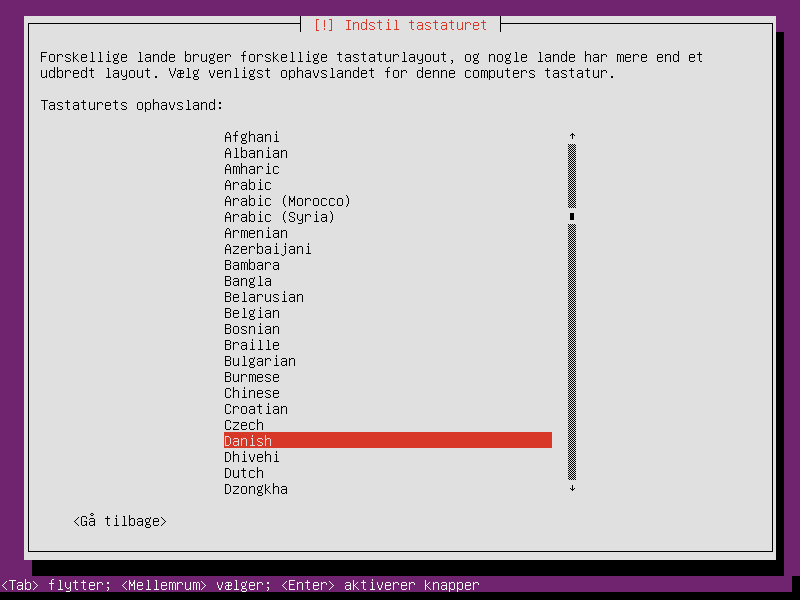 [!] Indstil tastaturet
Forskellige lande bruger forskellige tastaturlayout, og nogle lande har mere end et
udbredt layout. Vælg venligst ophavslandet for denne computers tastatur.
Tastaturets ophavsland:
Afghani
Albanian
Amharic
Arabic
Arabic (Morocco)
Arabic (Syria)
Armenian
Azerbaijani
Bambara
Bangla
Belarusian
Belgian
Bosnian
Braille
Bulgarian
Burmese
Chinese
Croatian
Czech
Danish
Dhivehi
Dutch
Dzongkha
<Gå tilbage>
<Tab> flytter; <Mellemrum> vælger; <Enter> aktiverer knapper